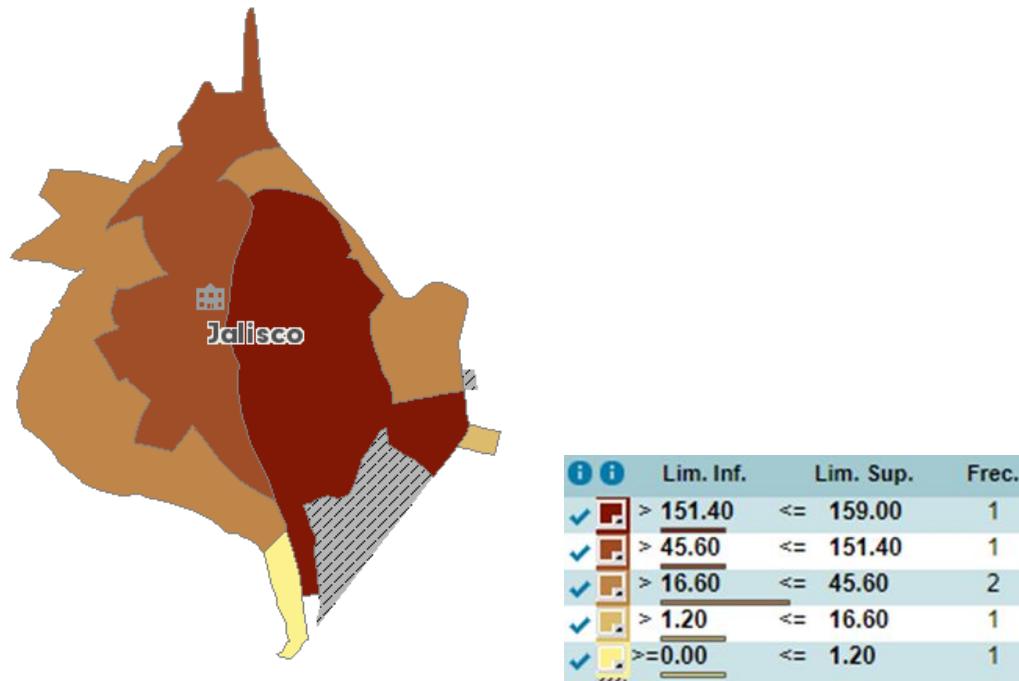 Jalisco
Lim. Inf. Lim. Sup. Frec.
> 151.40 <= 159.00 1
> 45.60 <= 151.40 1
> 16.60 <= 45.60 2
> 1.20 <= 16.60 1
>=0.00 <= 1.20 1